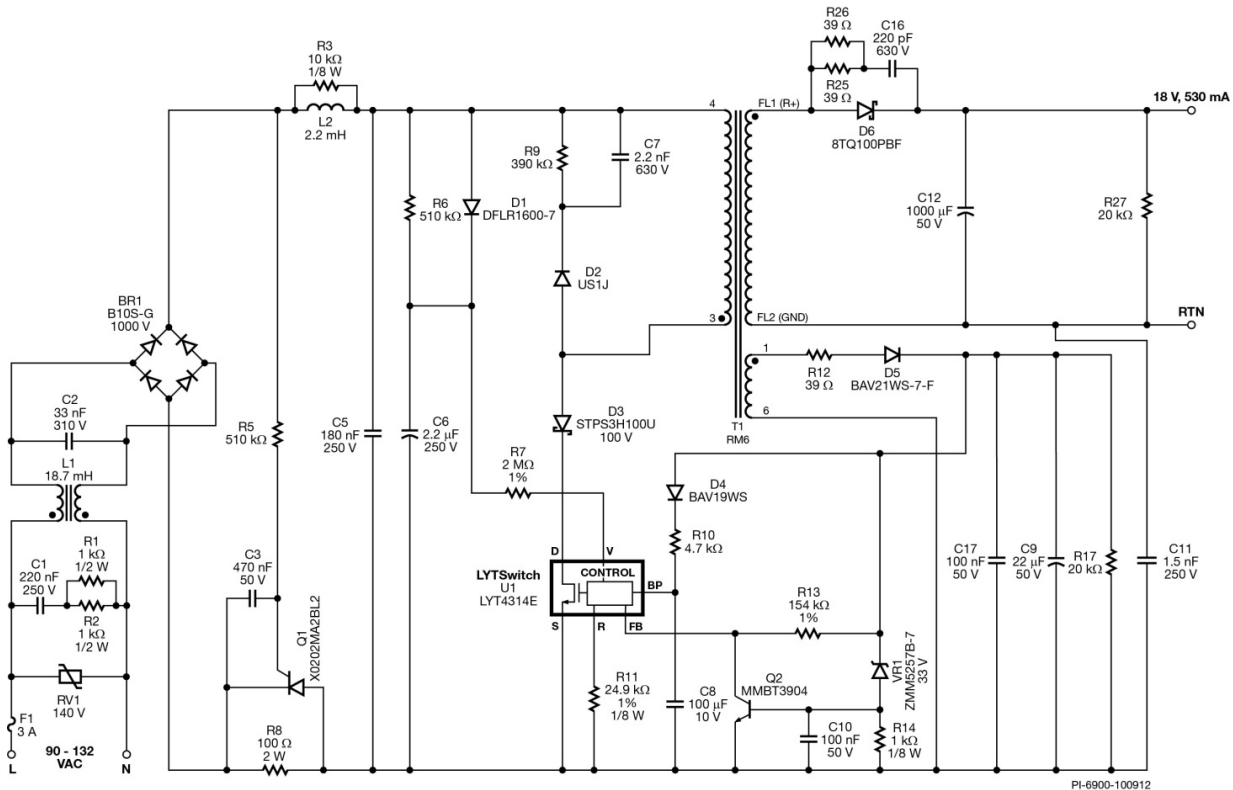 R26
39 Ω
C16
220 pF
630 V
R25
39 Ω
R3
10 kΩ
1/8 W
L2
2.2 mH
4
FL1 (R+)
D6
8TQ100PBF
18 V, 530 mA
R9
390 kΩ
C7
2.2 nF
630 V
R6
510 kΩ
D1
DFLR1600-7
C12
1000 μF
50 V
R27
20 kΩ
D2
US1J
BR1
B10S-G
1000 V
3
FL2 (GND)
RTN
1
R12
39 Ω
D5
BAV21WS-7-F
6
T1
RM6
C2
33 nF
310 V
R5
510 kΩ
C5
180 nF
250 V
C6
2.2 μF
250 V
D3
STPS3H100U
100 V
L1
18.7 mH
R7
2 MΩ
1%
D4
BAV19WS
R10
4.7 kΩ
R1
1 kΩ
1/2 W
C1
220 nF
250 V
R2
1 kΩ
1/2 W
C3
470 nF
50 V
Q1
X0202MA2BL2
D
V
LYTSwitch
U1
LYT4314E
CONTROL
BP
S
R
FB
C17
100 nF
50 V
C9
22 μF
50 V
R17
20 kΩ
C11
1.5 nF
250 V
R13
154 kΩ
1%
VR1
ZMM5257B-7
33 V
Q2
MMBT3904
RV1
140 V
R11
24.9 kΩ
1%
1/8 W
C8
100 μF
10 V
C10
100 nF
50 V
R14
1 kΩ
1/8 W
F1
3 A
R8
100 Ω
2 W
90 - 132
VAC
L
N
PI-6900-100912